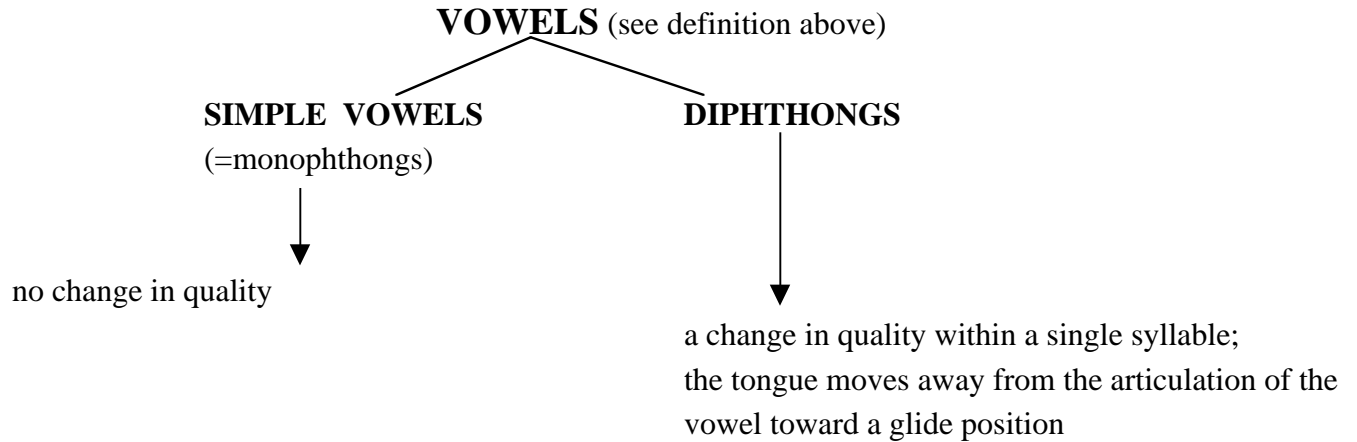 VOWELS (see definition above)
SIMPLE VOWELS
(=monophthongs)
no change in quality
DIPHTHONGS
a change in quality within a single syllable;
the tongue moves away from the articulation of the
vowel toward a glide position